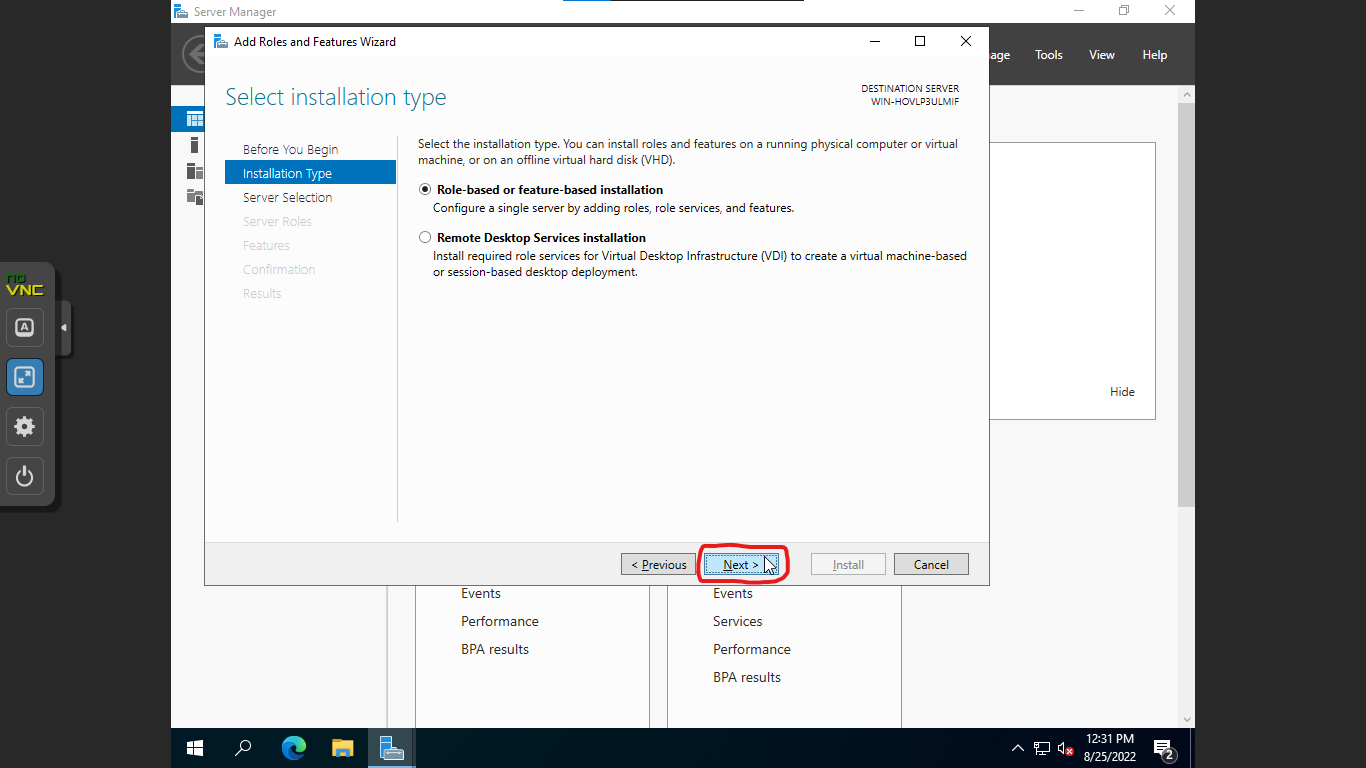 Server Manager
Add Roles and Features Wizard
age
Tools
View
Help
Select installation type
DESTINATION SERVER
WIN-HOVLP3ULMIF
Before You Begin
Installation Type
Server Selection
Server Roles
Features
Confirmation
Results
Select the installation type. You can install roles and features on a running physical computer or virtual
machine, or on an offline virtual hard disk (VHD).
Role-based or feature-based installation
Configure a single server by adding roles, role services, and features.
Remote Desktop Services installation
Install required role services for Virtual Desktop Infrastructure (VDI) to create a virtual machine-based
or session-based desktop deployment.
no
VNC
A
Hide
< Previous
Next >
Install
Cancel
Events
Performance
BPA results
Events
Services
Performance
BPA results
12:31 PM
8/25/2022
2